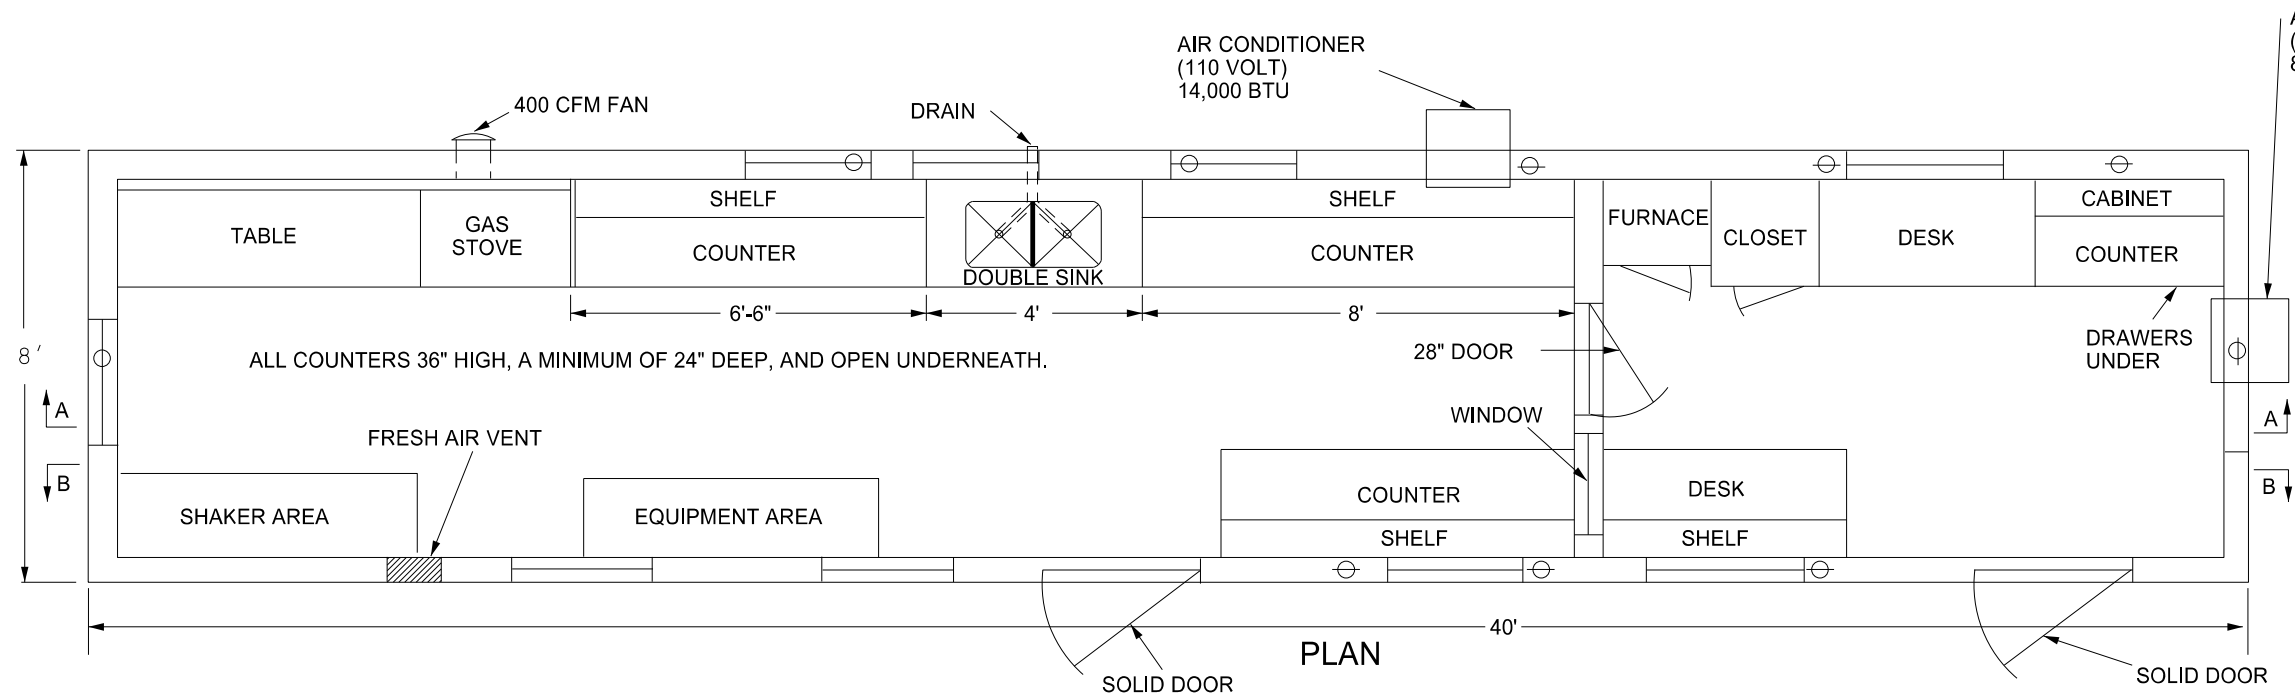 AIR CONDITIONER
(110 VOLT)
14,000 BTU
400 CFM FAN
DRAIN
SHELF
SHELF
CABINET
TABLE
GAS
STOVE
COUNTER
DOUBLE SINK
COUNTER
FURNACE
CLOSET
DESK
COUNTER
6'-6"
4'
8'
8'
ALL COUNTERS 36" HIGH, A MINIMUM OF 24" DEEP, AND OPEN UNDERNEATH.
28" DOOR
DRAWERS
UNDER
A
A
FRESH AIR VENT
WINDOW
B
B
SHAKER AREA
EQUIPMENT AREA
COUNTER
SHELF
DESK
SHELF
40'
PLAN
SOLID DOOR
SOLID DOOR